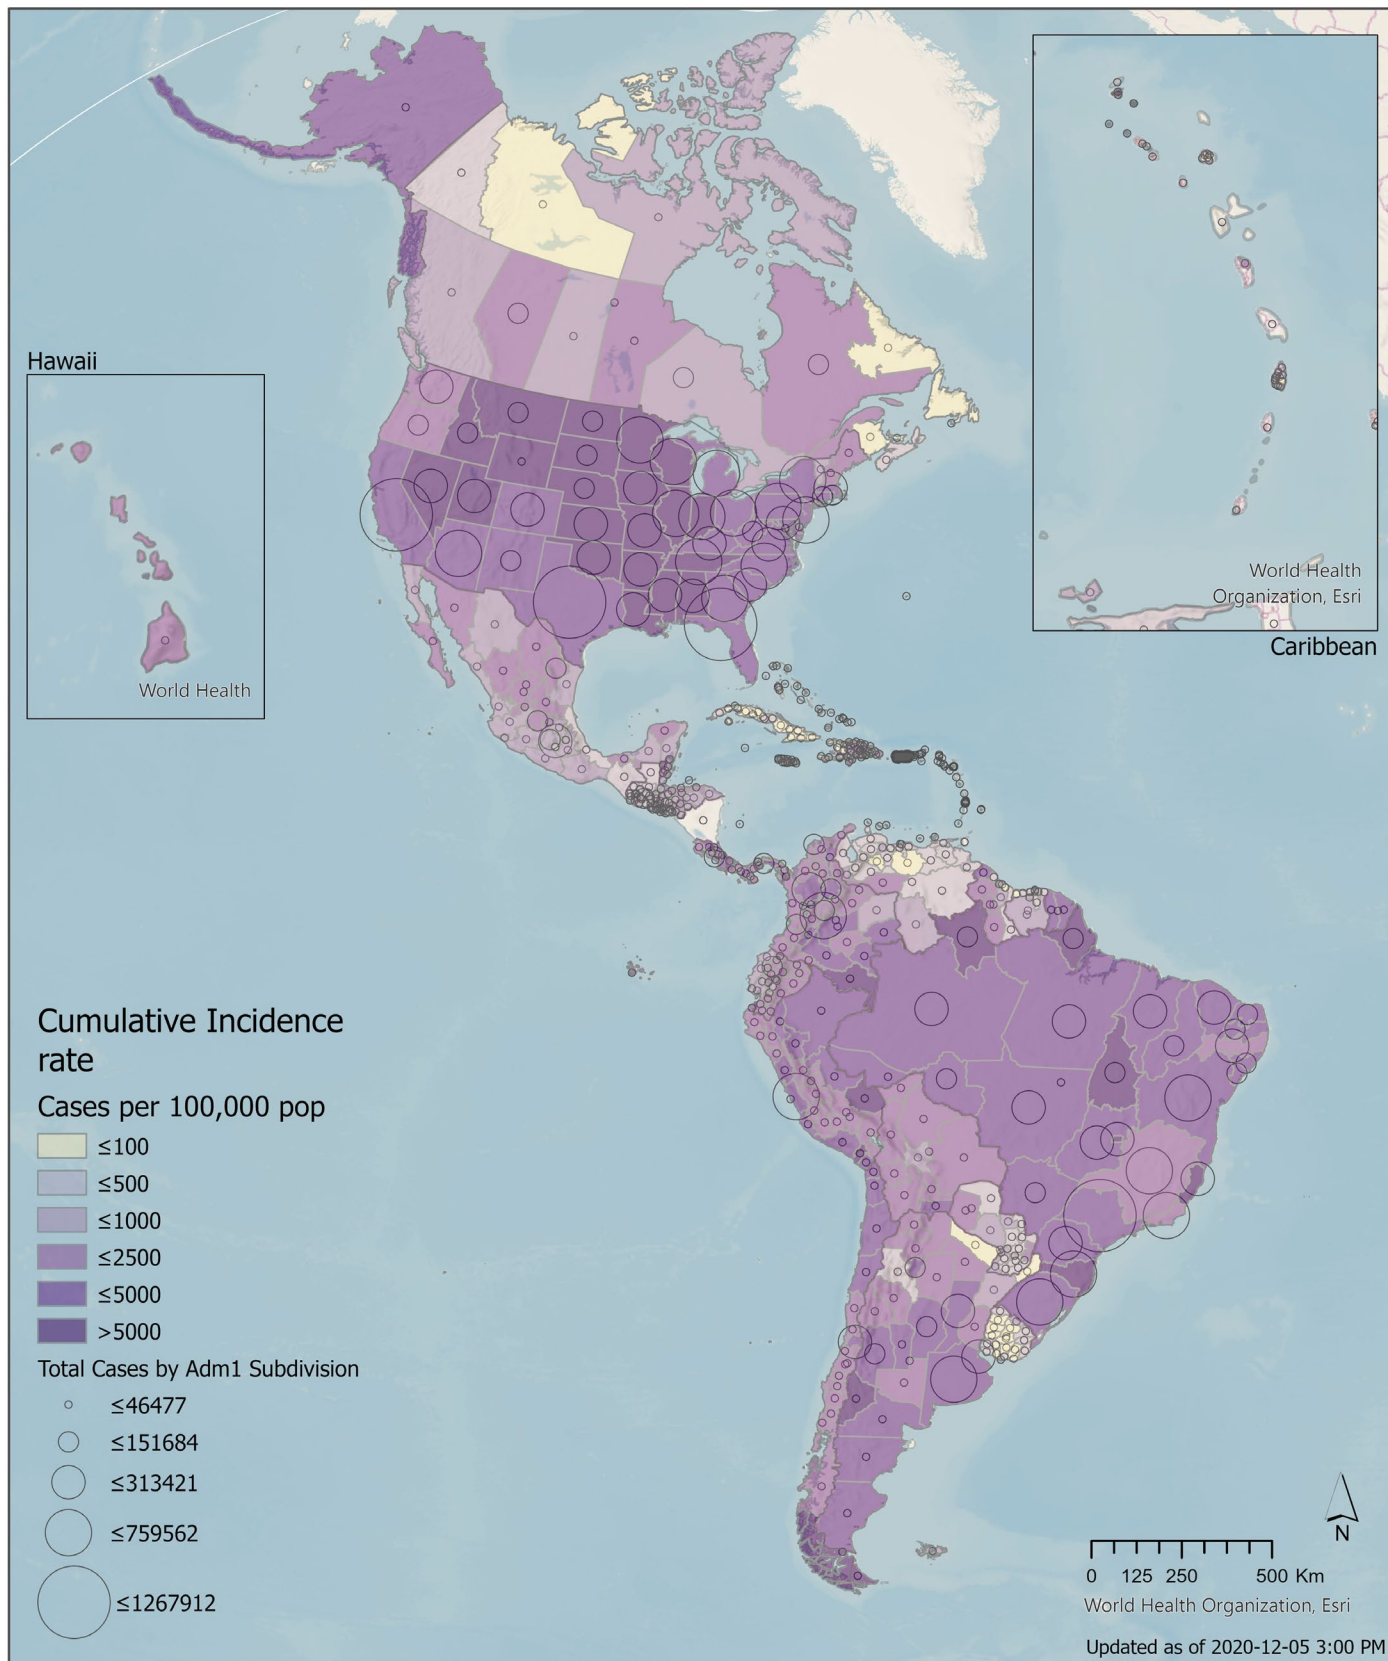 Hawaii
World Health
World Health
Organization, Esri
Caribbean
Cumulative Incidence
rate
Cases per 100,000 pop
≤100
≤500
≤1000
≤2500
≤5000
>5000
Total Cases by Adm1 Subdivision
≤46477
≤151684
≤313421
≤759562
≤1267912
N
0 125 250 500 Km
World Health Organization, Esri
Updated as of 2020-12-05 3:00 PM